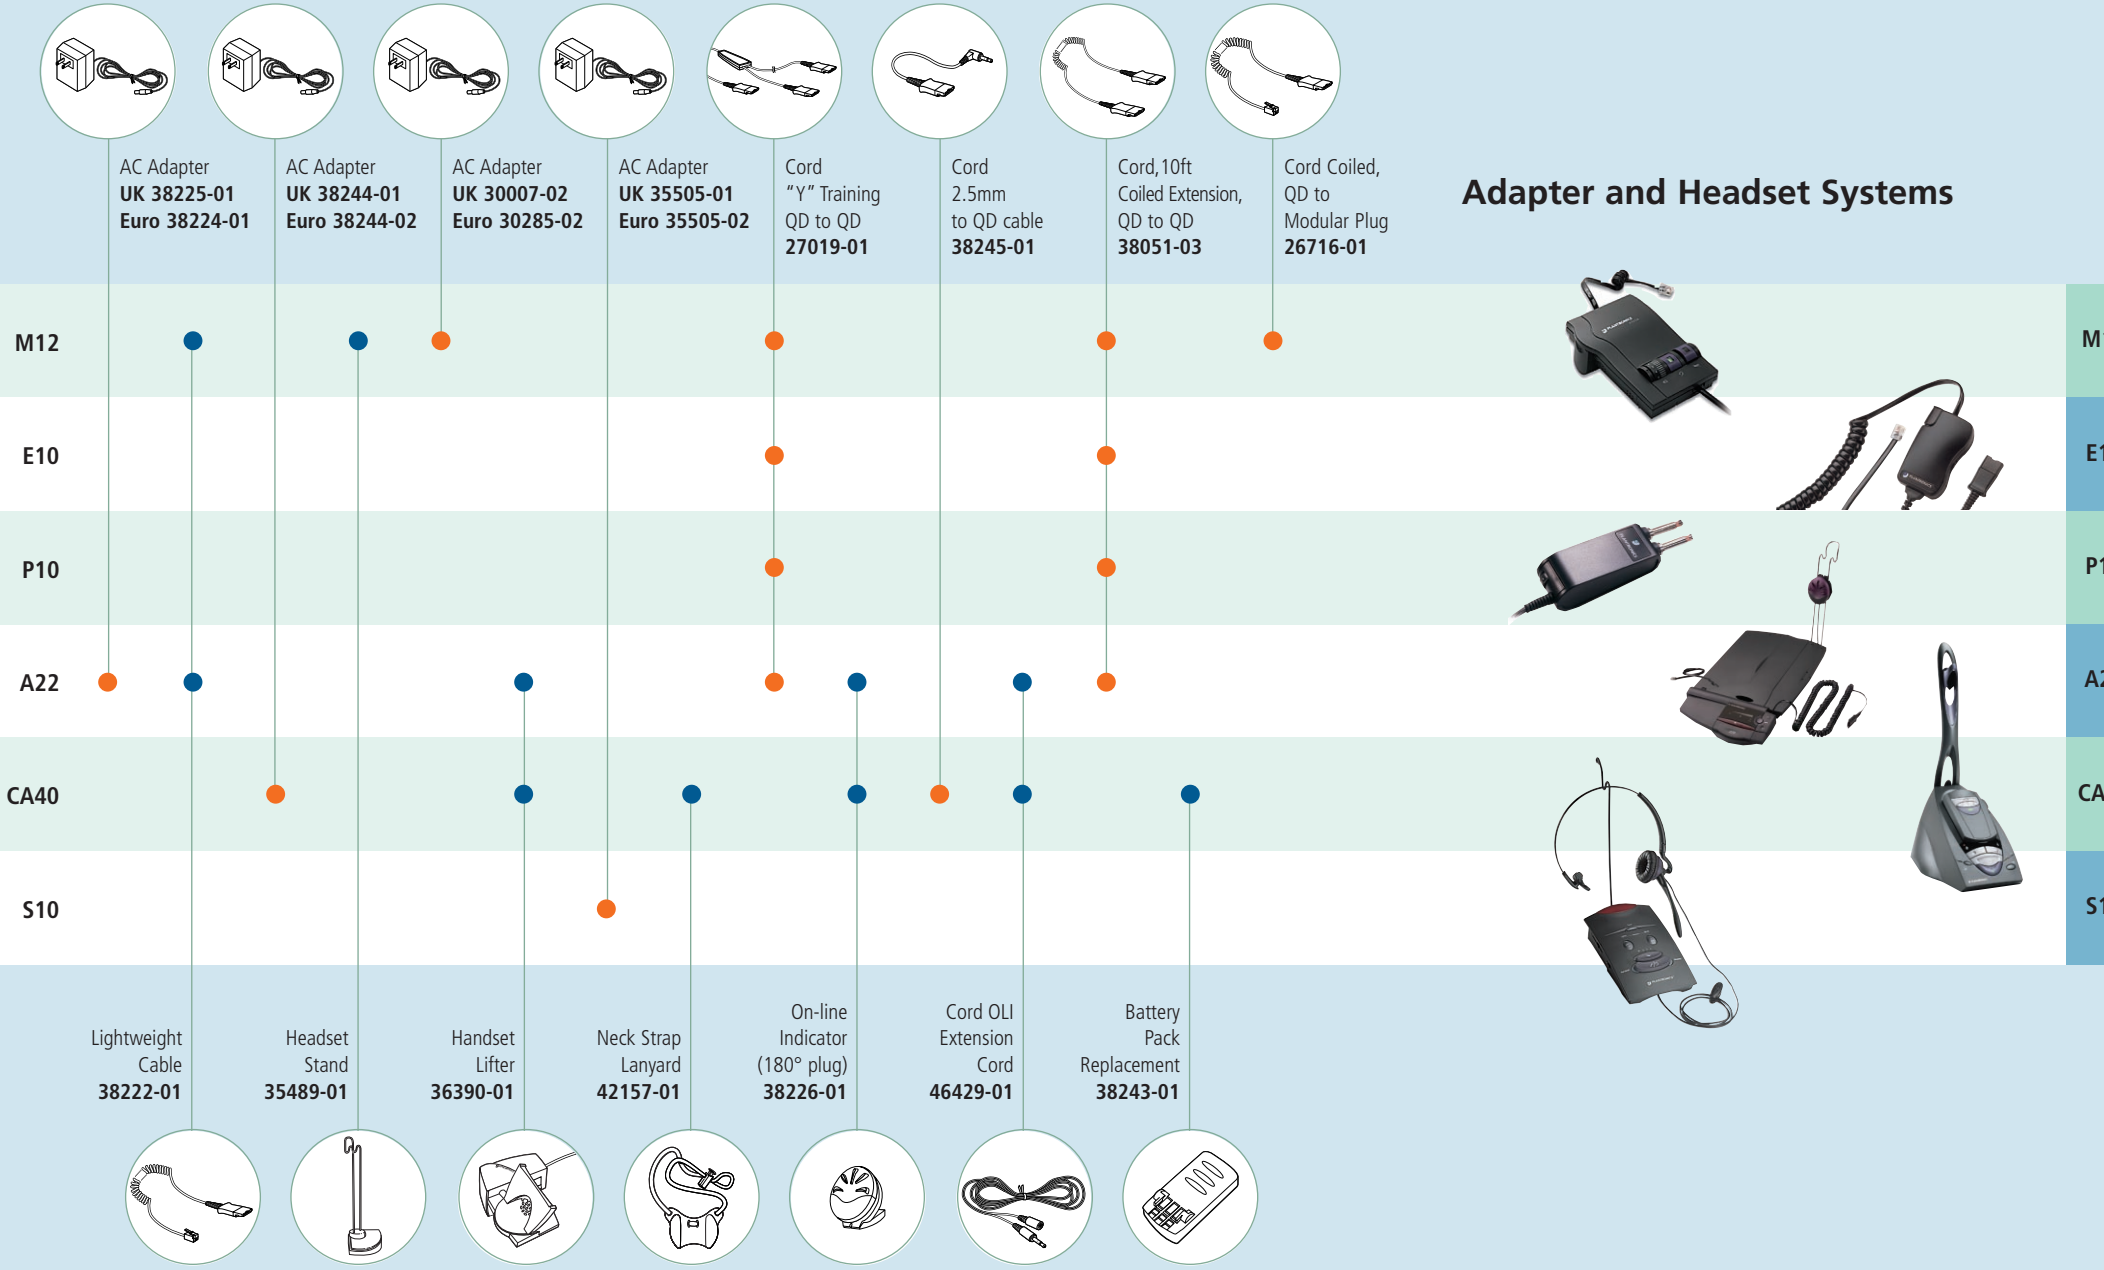 AC Adapter
UK 38225-01
Euro 38224-01
AC Adapter
UK 38244-01
Euro 38244-02
AC Adapter
UK 30007-02
Euro 30285-02
AC Adapter
UK 35505-01
Euro 35505-02
Cord
“Y” Training
QD to QD
27019-01
Cord
2.5mm
to QD cable
38245-01
Cord,10ft
Coiled Extension,
QD to QD
38051-03
Cord Coiled,
QD to
Modular Plug
26716-01
Adapter and Headset Systems
M12
E10
P10
A22
CA40
S10
Lightweight
Cable
38222-01
Headset
Stand
35489-01
Handset
Lifter
36390-01
Neck Strap
Lanyard
42157-01
On-line
Indicator
(180° plug)
38226-01
Cord OLI
Extension
Cord
46429-01
Battery
Pack
Replacement
38243-01